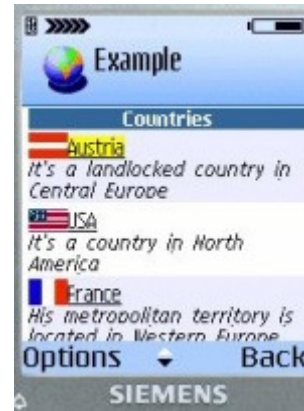 Example
Countries
Austria
It's a landlocked country in
Central Europe
USA
It's a country in North
America
France
His metropolitan territory is
located in Western Europe
Options Back
SIEMENS